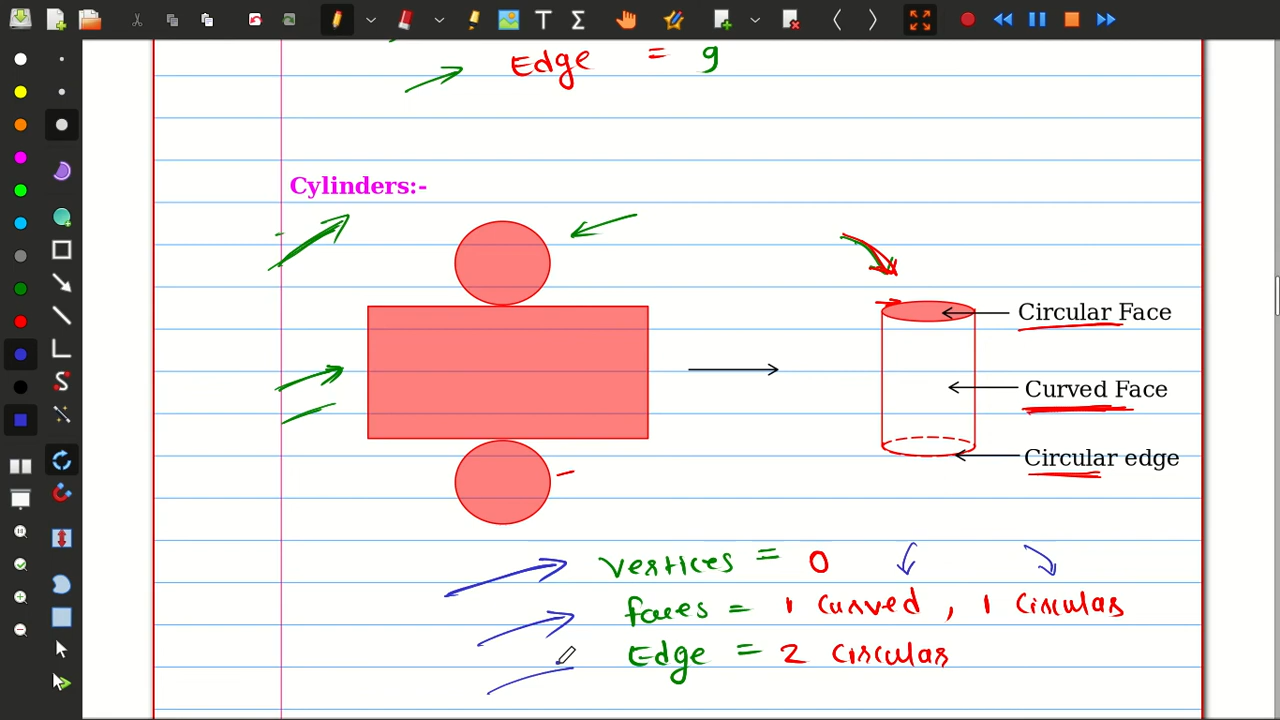 Edge = 9
Cylinders:-
Circular Face
Curved Face
Circular edge
vertices = 0
faces = 1 curved, 1 circular
Edge = 2 circular